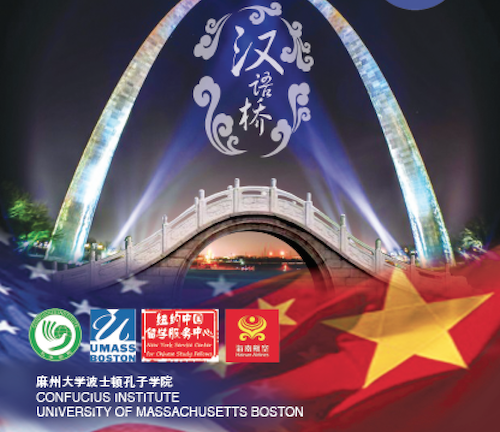 汉
语
桥
UMASS
BOSTON
纽约中国
留学服务中心
New York Service Center
For Chinese Study Fellows
海南航空
Hainan Airlines
麻州大学波士顿孔子学院
CONFUCIUS INSTITUTE
UNIVERSITY OF MASSACHUSETTS BOSTON